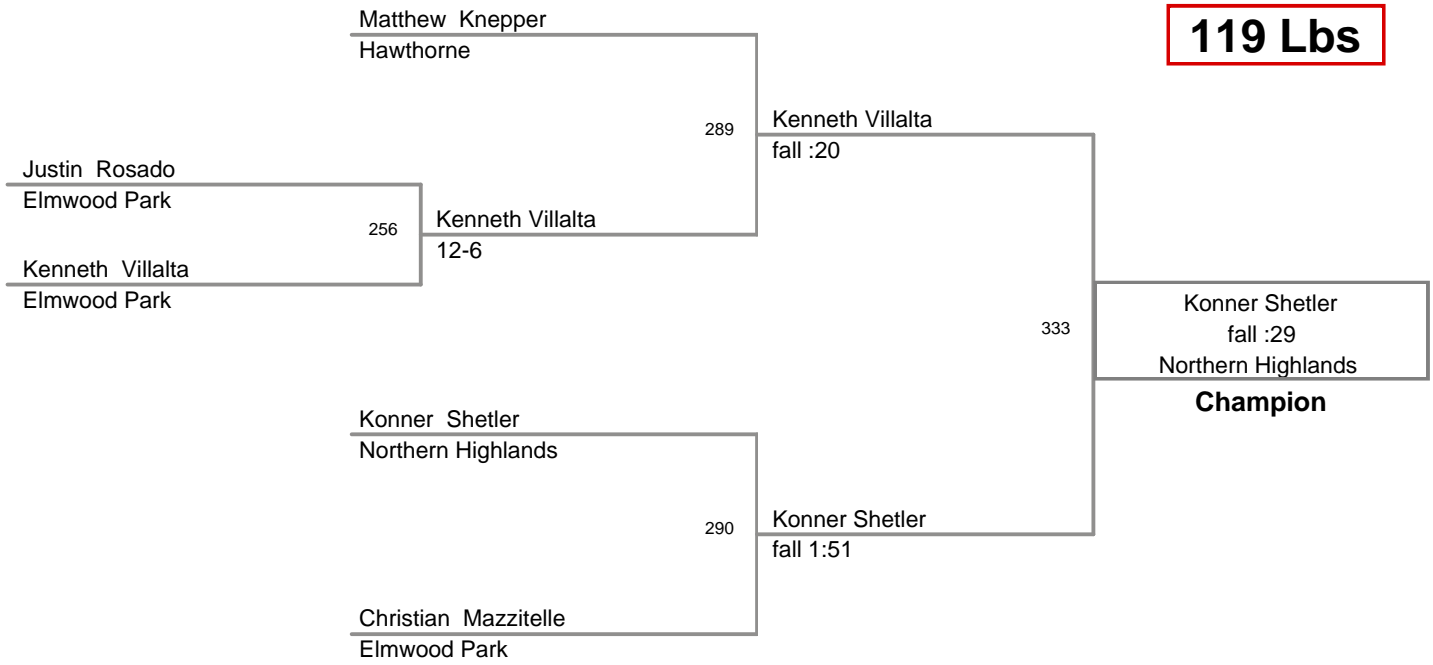 Matthew Knepper
Hawthorne
119 Lbs
289
Kenneth Villalta
fall :20
Justin Rosado
Elmwood Park
256
Kenneth Villalta
12-6
Kenneth Villalta
Elmwood Park
333
Konner Shetler
fall :29
Northern Highlands
Champion
Konner Shetler
Northern Highlands
290
Konner Shetler
fall 1:51
Christian Mazzitelle
Elmwood Park